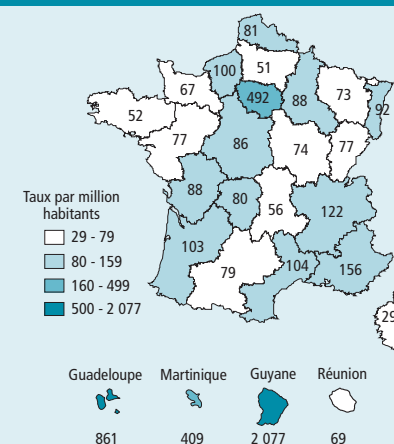 81
100
51
67
492
88
73
92
52
77
86
74
77
88
80
56
122
103
79
104
156
29
Taux par million
habitants
29 - 79
80 - 159
160 - 499
500 - 2 077
Guadeloupe Martinique Guyane Réunion
861 409 2 077 69